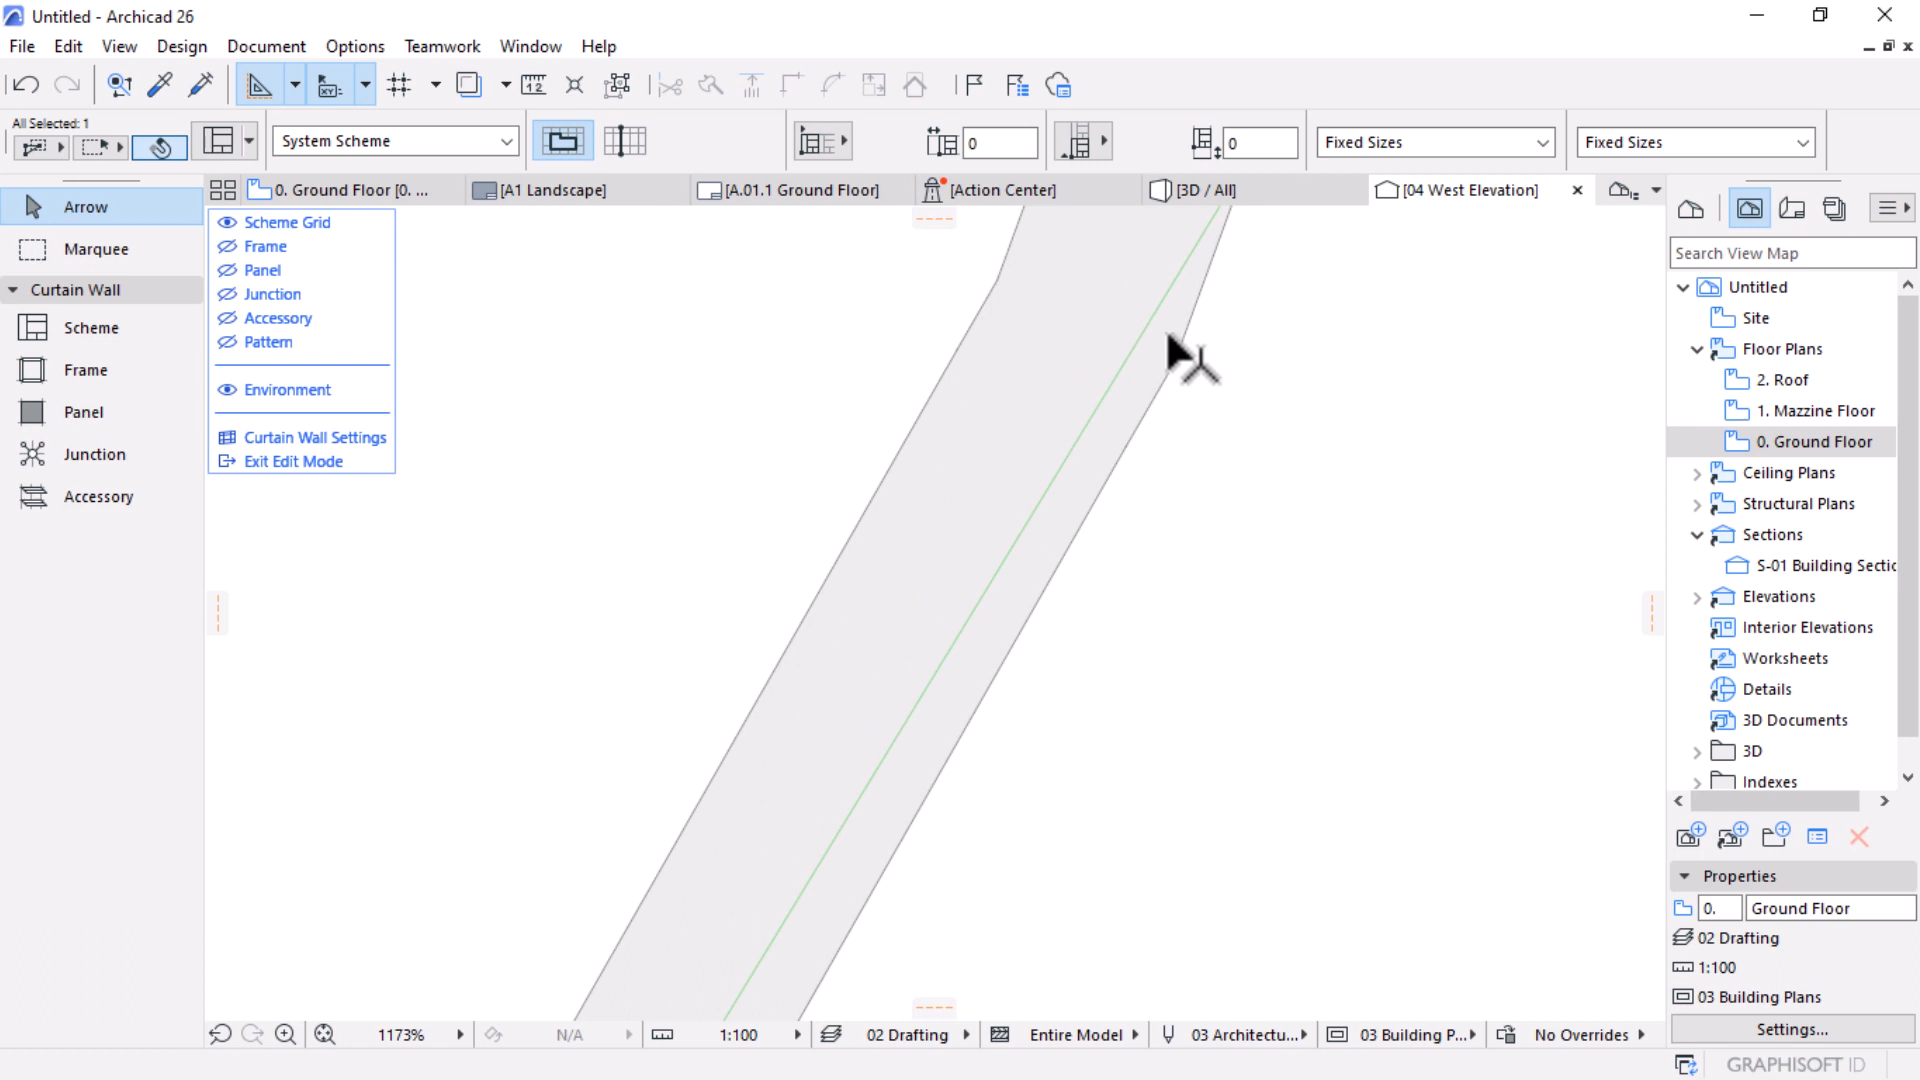 Untitled - Archicad 26
File Edit View Design Document Options Teamwork Window Help
All Selected: 1
System Scheme
0
0
Fixed Sizes
Fixed Sizes
0. Ground Floor [0. ...
[A1 Landscape]
[A.01.1 Ground Floor]
[Action Center]
[3D / All]
[04 West Elevation]
Arrow
Marquee
Curtain Wall
Scheme
Frame
Panel
Junction
Accessory
Scheme Grid
Frame
Panel
Junction
Accessory
Pattern
Environment
Curtain Wall Settings
Exit Edit Mode
Search View Map
Untitled
Site
Floor Plans
2. Roof
1. Mazzine Floor
0. Ground Floor
Ceiling Plans
Structural Plans
Sections
S-01 Building Sectic
Elevations
Interior Elevations
Worksheets
Details
3D Documents
3D
Indexes
Properties
0. Ground Floor
02 Drafting
1:100
03 Building Plans
Settings...
1173% N/A 1:100 02 Drafting Entire Model 03 Architectu... 03 Building P... No Overrides
GRAPHISOFT ID